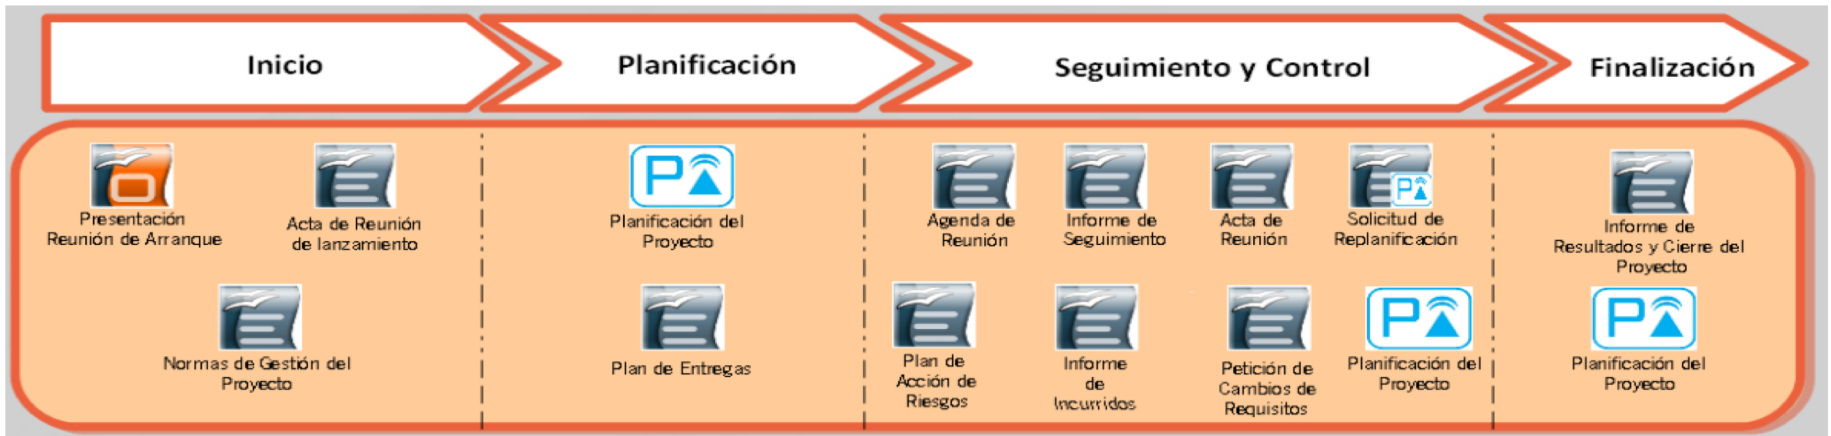 Inicio
Planificación
Seguimiento y Control
Finalización
Presentación
Reunión de Arranque
Acta de Reunión
de lanzamiento
Normas de Gestión del
Proyecto
Planificación del
Proyecto
Plan de Entregas
Agenda de
Reunión
Informe de
Seguimiento
Acta de
Reunión
Solicitud de
Replanificación
Plan de
Acción de
Riesgos
Informe
de
Incurridos
Petición de
Cambios de
Requisitos
Planificación del
Proyecto
Informe de
Resultados y Cierre del
Proyecto
Planificación del
Proyecto